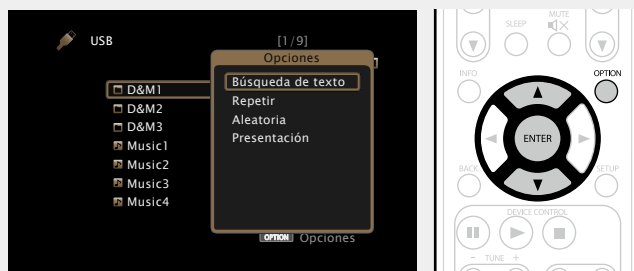 USB
[1/9]
Opciones
Búsqueda de texto
Repetir
Aleatoria
Presentación
D&M1
D&M2
D&M3
Music1
Music2
Music3
Music4
OPTION Opciones
SLEEP
MUTE
INFO
OPTION
ENTER
BACK
SETUP
DEVICE CONTROL
- TUNE +